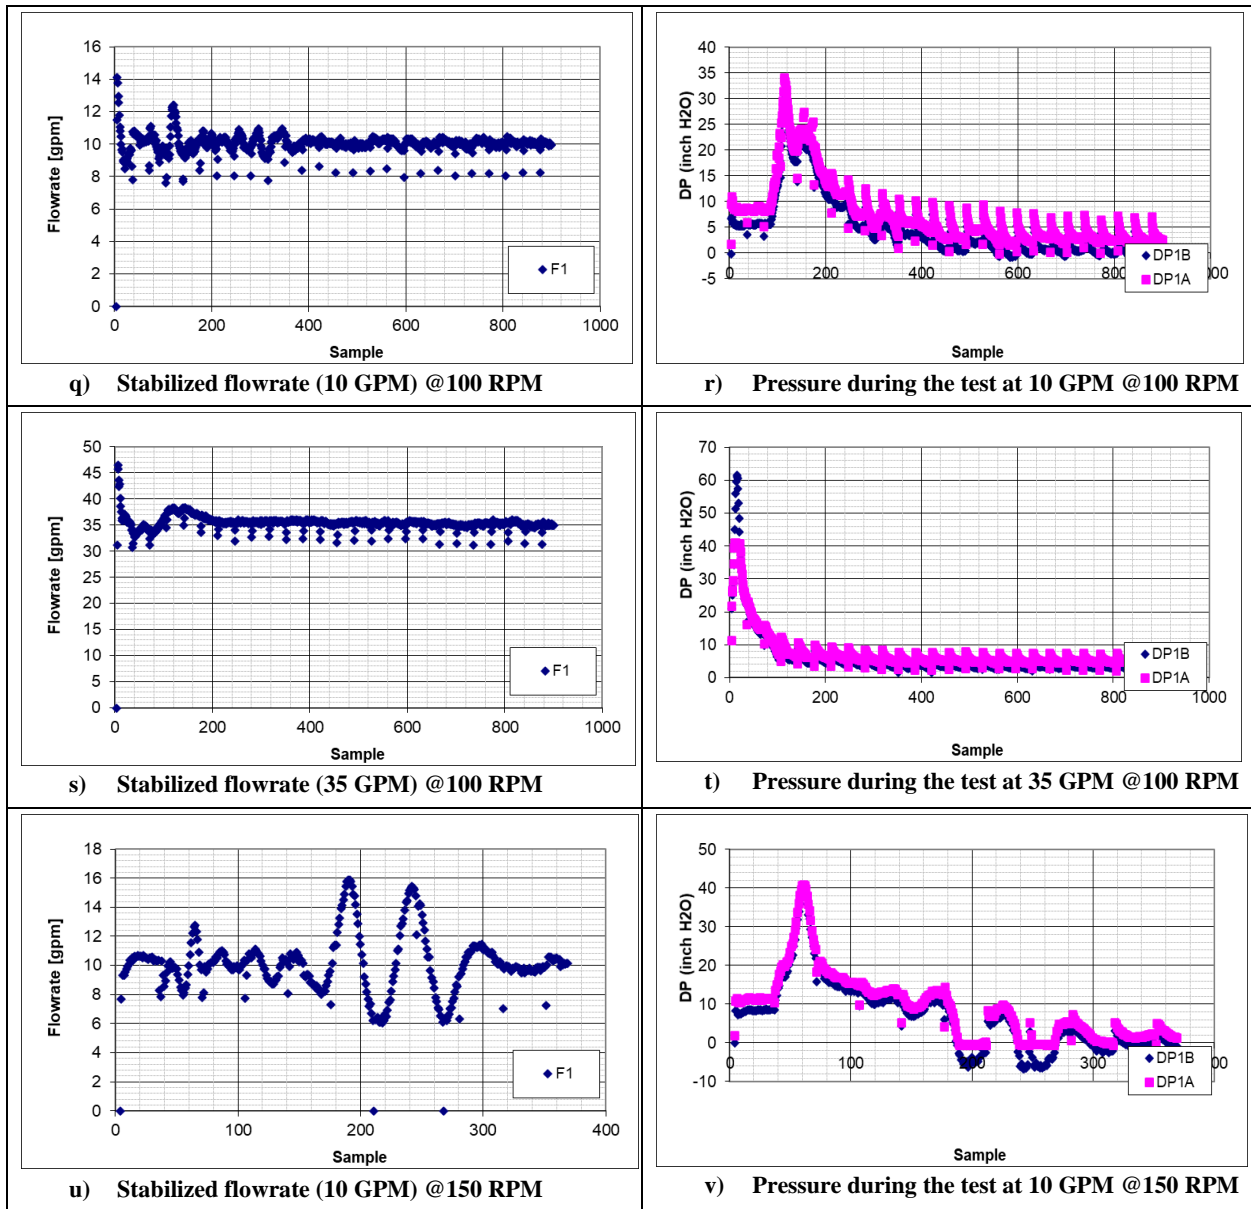 16
14
12
10
8
6
4
2
0
Flowrate [gpm]
F1
0 200 400 600 800 1000
Sample
q) Stabilized flowrate (10 GPM) @100 RPM
40
35
30
25
20
15
10
5
0
-5
DP (inch H2O)
0 200 400 600 800 000
DP1B
DP1A
Sample
r) Pressure during the test at 10 GPM @100 RPM
50
45
40
35
30
25
20
15
10
5
0
Flowrate [gpm]
F1
0 200 400 600 800 1000
Sample
s) Stabilized flowrate (35 GPM) @100 RPM
70
60
50
40
30
20
10
0
DP (inch H2O)
DP1B
DP1A
0 200 400 600 800 1000
Sample
t) Pressure during the test at 35 GPM @100 RPM
18
16
14
12
10
8
6
4
2
0
Flowrate [gpm]
F1
0 100 200 300 400
Sample
u) Stabilized flowrate (10 GPM) @150 RPM
50
40
30
20
10
0
-10
DP (inch H2O)
0 100 200 300 00
DP1B
DP1A
Sample
v) Pressure during the test at 10 GPM @150 RPM